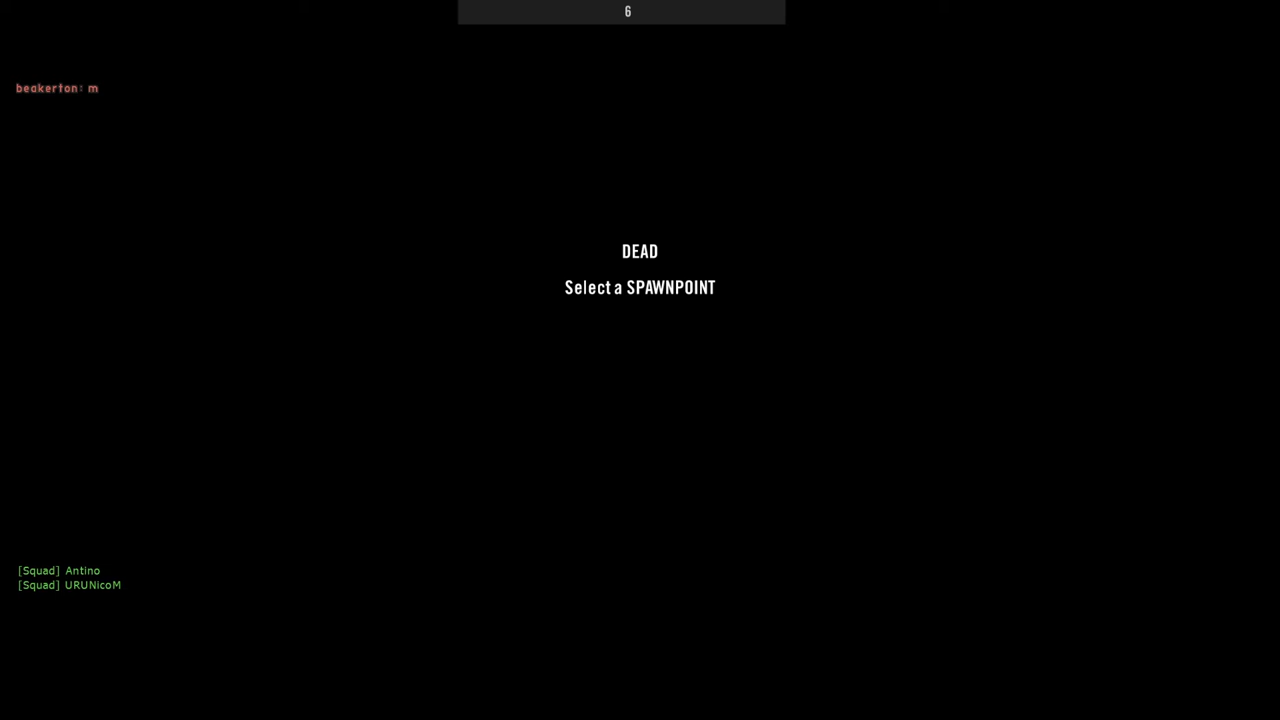 6
beakerton: m
DEAD
Select a SPAWNPOINT
[Squad] Antino
[Squad] URUNicoM